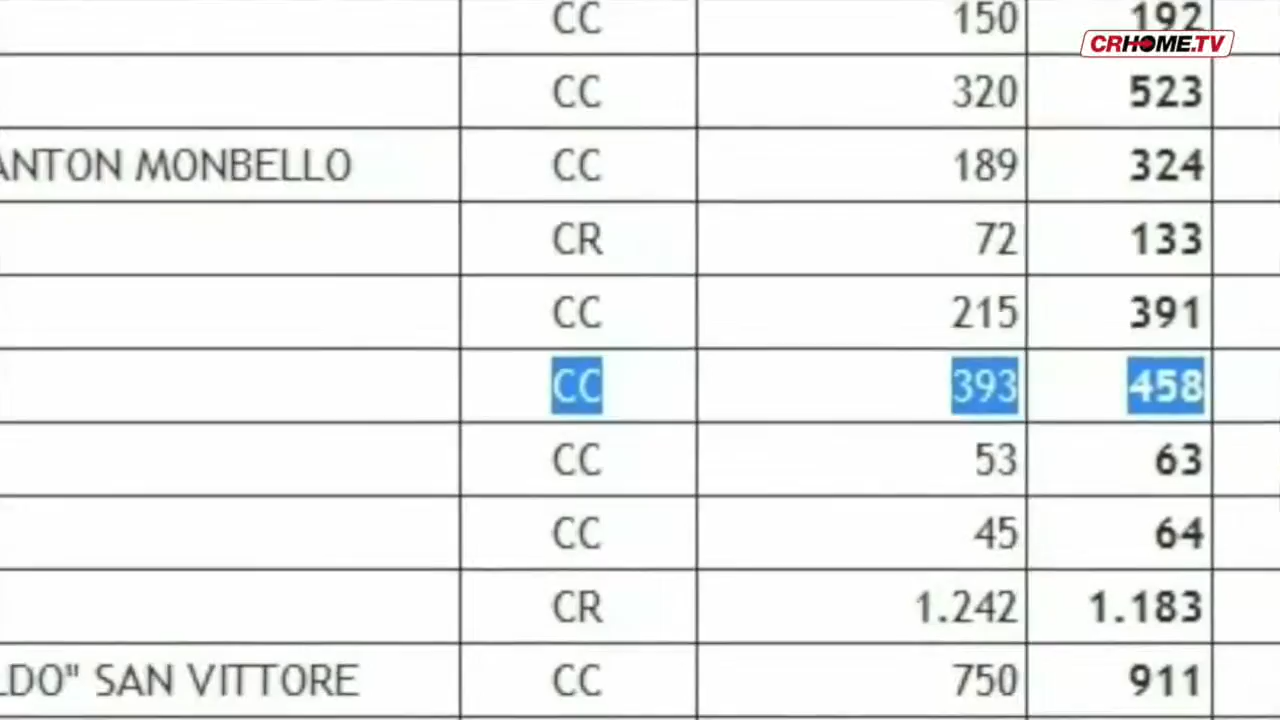 CC 150 192
CRHOME.TV
CC 320 523
ANTON MONBELLO CC 189 324
CR 72 133
CC 215 391
CC 393 458
CC 53 63
CC 45 64
CR 1.242 1.183
LDO" SAN VITTORE CC 750 911